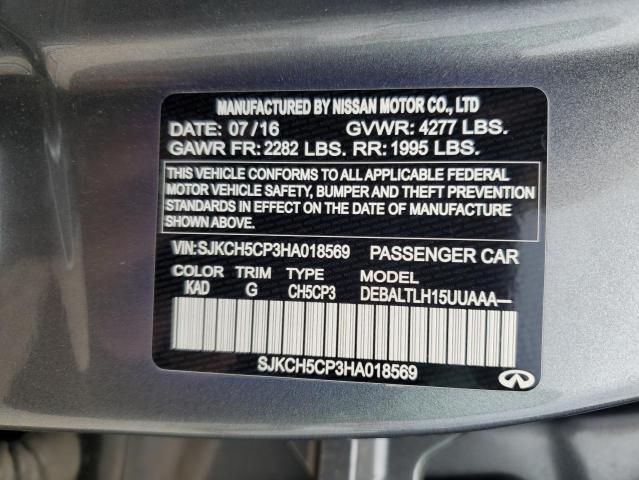 MANUFACTURED BY NISSAN MOTOR CO., LTD
DATE: 07/16 GVWR: 4277 LBS.
GAWR FR: 2282 LBS. RR: 1995 LBS.
THIS VEHICLE CONFORMS TO ALL APPLICABLE FEDERAL
MOTOR VEHICLE SAFETY, BUMPER AND THEFT PREVENTION
STANDARDS IN EFFECT ON THE DATE OF MANUFACTURE
SHOWN ABOVE.
VIN: SJKCH5CP3HA018569 PASSENGER CAR
COLOR TRIM TYPE MODEL
KAD G CH5CP3 DEBALTLH15UUAAA—
SJKCH5CP3HA018569